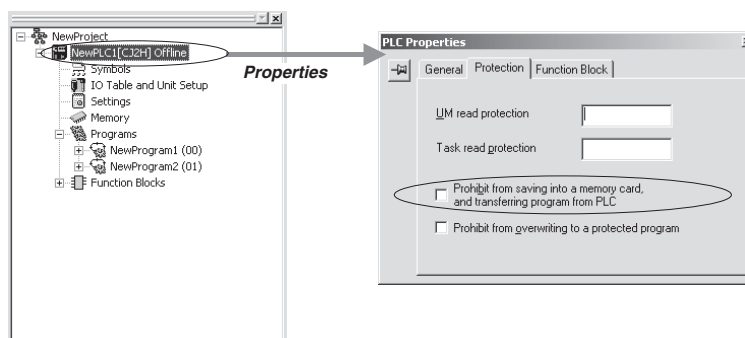 NewProject
NewPLC1[CJ2H] Offline
Symbols
IO Table and Unit Setup
Settings
Memory
Programs
NewProgram1 (00)
NewProgram2 (01)
Function Blocks
Properties
PLC Properties
General
Protection
Function Block
UM read protection
Task read protection
Prohibit from saving into a memory card,
and transferring program from PLC
Prohibit from overwriting to a protected program